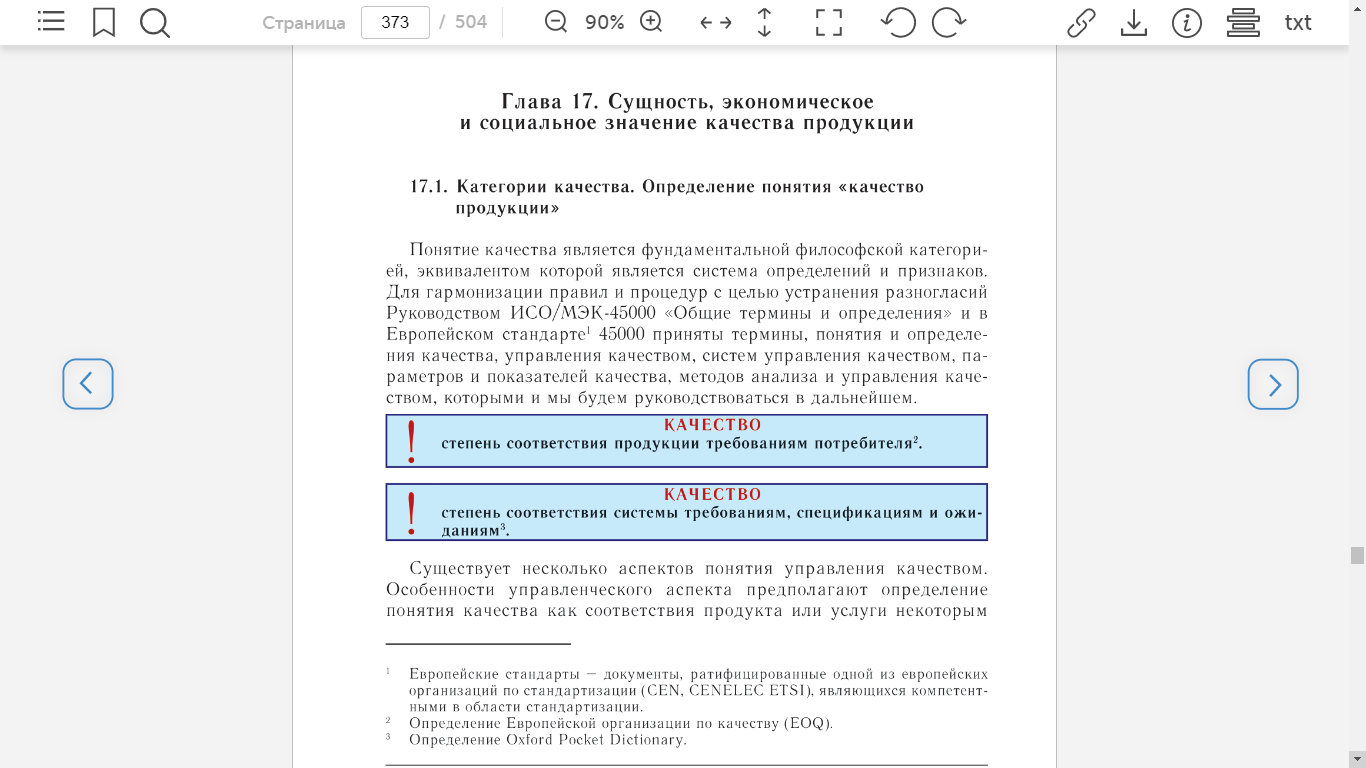 Страница 373 / 504 90% txt
Глава 17. Сущность, экономическое
и социальное значение качества продукции
17.1. Категории качества. Определение понятия «качество
продукции»
Понятие качества является фундаментальной философской категори-
ей, эквивалентом которой является система определений и признаков.
Для гармонизации правил и процедур с целью устранения разногласий
Руководством ИСО/МЭК-45000 «Общие термины и определения» и в
Европейском стандарте¹ 45000 приняты термины, понятия и определе-
ния качества, управления качеством, систем управления качеством, па-
раметров и показателей качества, методов анализа и управления каче-
ством, которыми и мы будем руководствоваться в дальнейшем.
КАЧЕСТВО
! степень соответствия продукции требованиям потребителя².
КАЧЕСТВО
! степень соответствия системы требованиям, спецификациям и ожи-
даниям³.
Существует несколько аспектов понятия управления качеством.
Особенности управленческого аспекта предполагают определение
понятия качества как соответствия продукта или услуги некоторым
¹ Европейские стандарты — документы, ратифицированные одной из европейских
организаций по стандартизации (CEN, CENELEC ETSI), являющихся компетент-
ными в области стандартизации.
² Определение Европейской организации по качеству (EOQ).
³ Определение Oxford Pocket Dictionary.